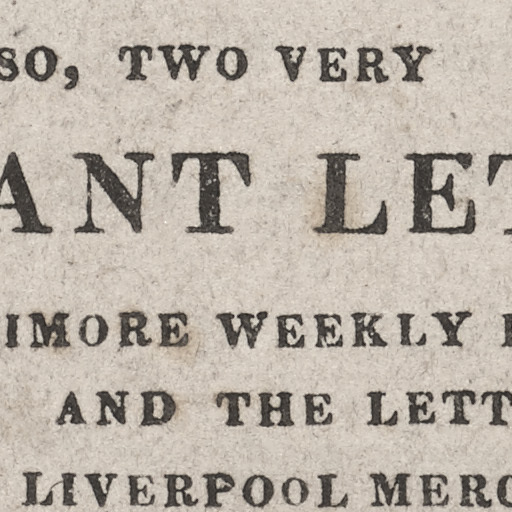 SO, TWO VERY
ANT LET
IMORE WEEKLY
AND THE LETT
LIVERPOOL MERC